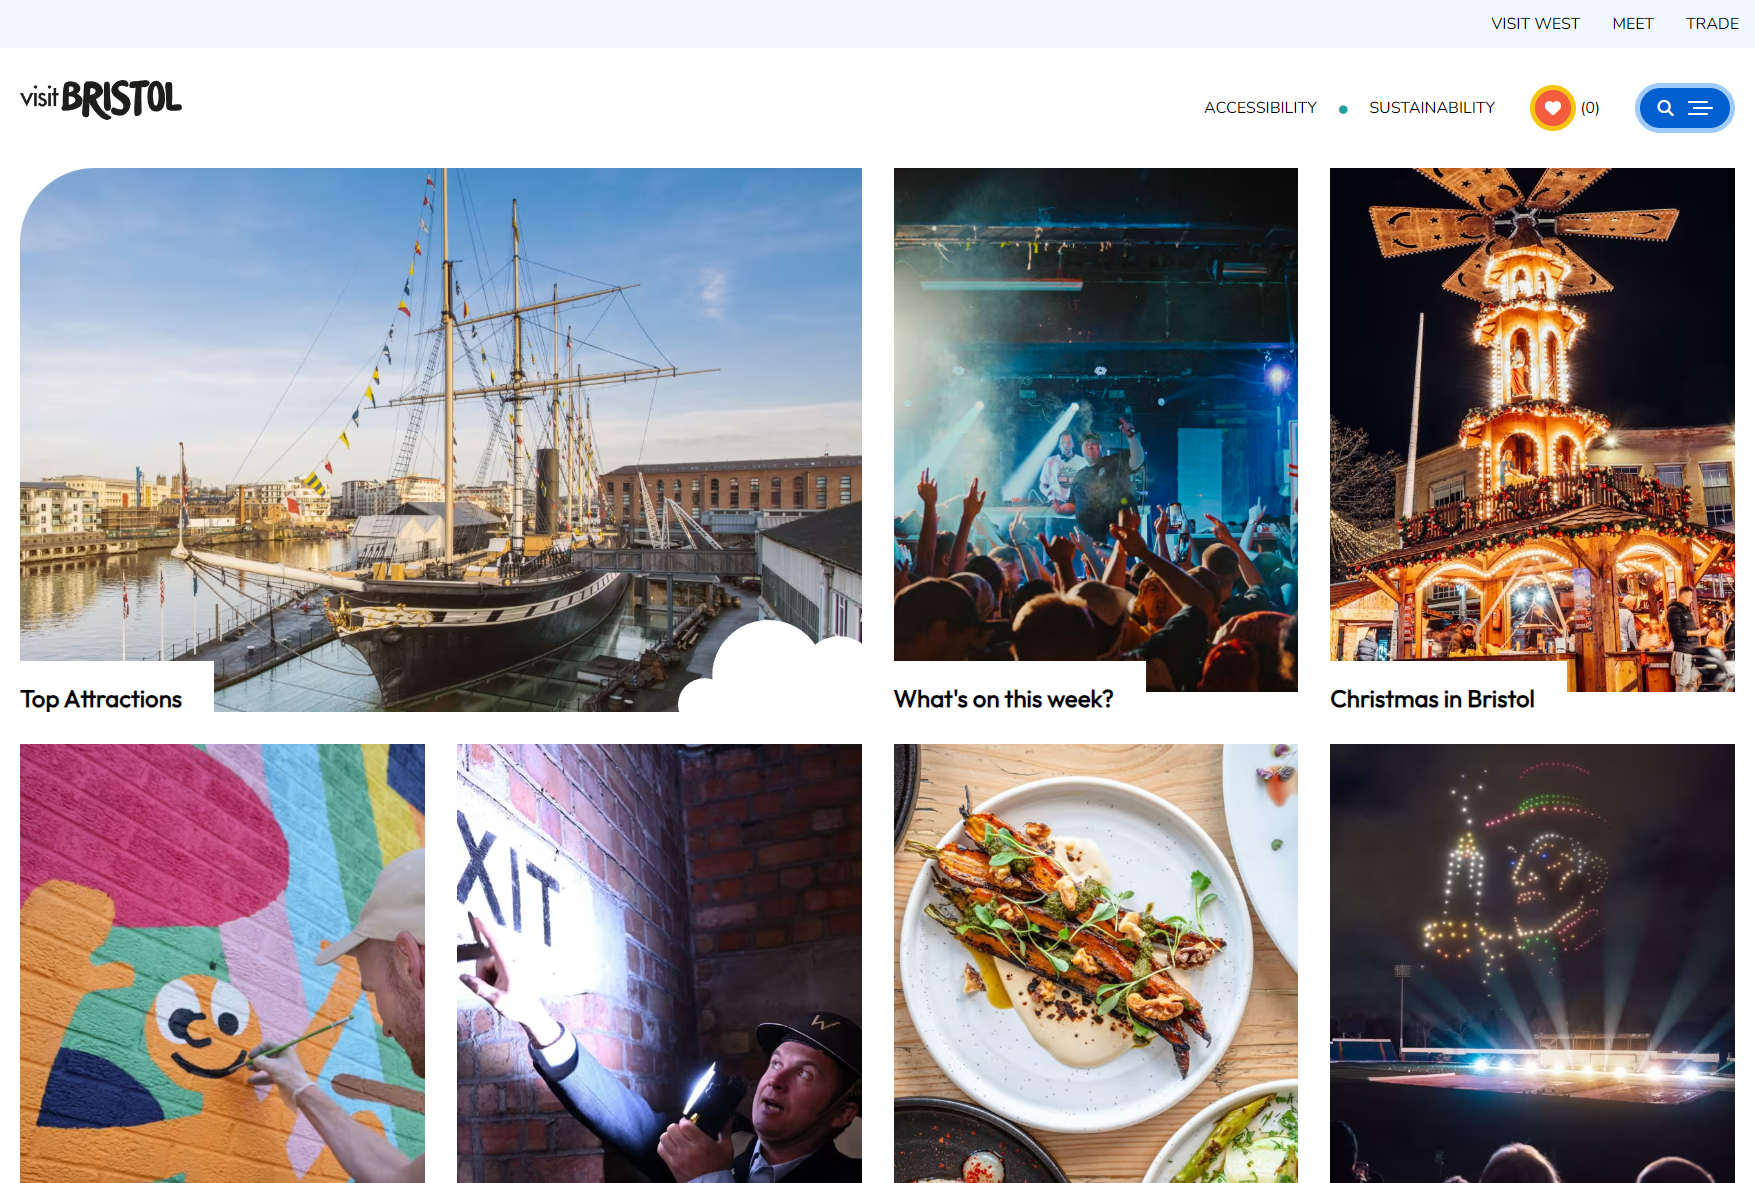 VISIT WEST MEET TRADE
visit BRISTOL
ACCESSIBILITY SUSTAINABILITY (0)
Top Attractions
What's on this week?
Christmas in Bristol
XIT
W